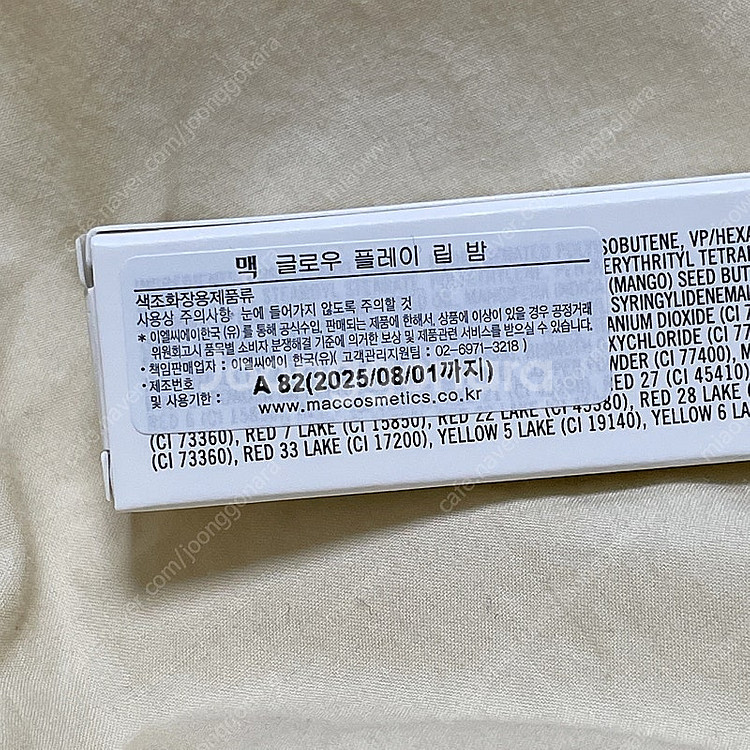 맥 글로우 플레이 립 밤
색조화장용제품류
사용상 주의사항: 눈에 들어가지 않도록 주의할 것
* 이엘씨에이한국(유)를 통해 공식수입, 판매되는 제품에 한해서, 상품에 이상이 있을 경우 공정거래
위원회고시 품목별 소비자 분쟁해결 기준에 의거한 보상 및 제품관련 서비스를 받으실 수 있습니다.
•책임판매업자 : 이엘씨에이 한국(유)( 고객관리지원팀 : 02-6971-3218 )
•제조번호
및 사용기한 : A 82(2025/08/01까지)
www.maccosmetics.co.kr
SOBUTENE, VP/HEXA
ERYTHRITYL TETRA
(MANGO) SEED BUT
SYRINGYLIDENEMA
ANIUM DIOXIDE (CI 7
XYCHLORIDE (CI 77
NDER (CI 77400), M
RED 27 (CI 45410)
RED 28 LAKE (
(CI 73360), RED 7 LAKE (CI 15850), RED 22 LAKE (CI 45380), YELLOW 6 LA
(CI 73360), RED 33 LAKE (CI 17200), YELLOW 5 LAKE (CI 19140),
cafe.naver.com/joonggonara
miaoww
joonggonara